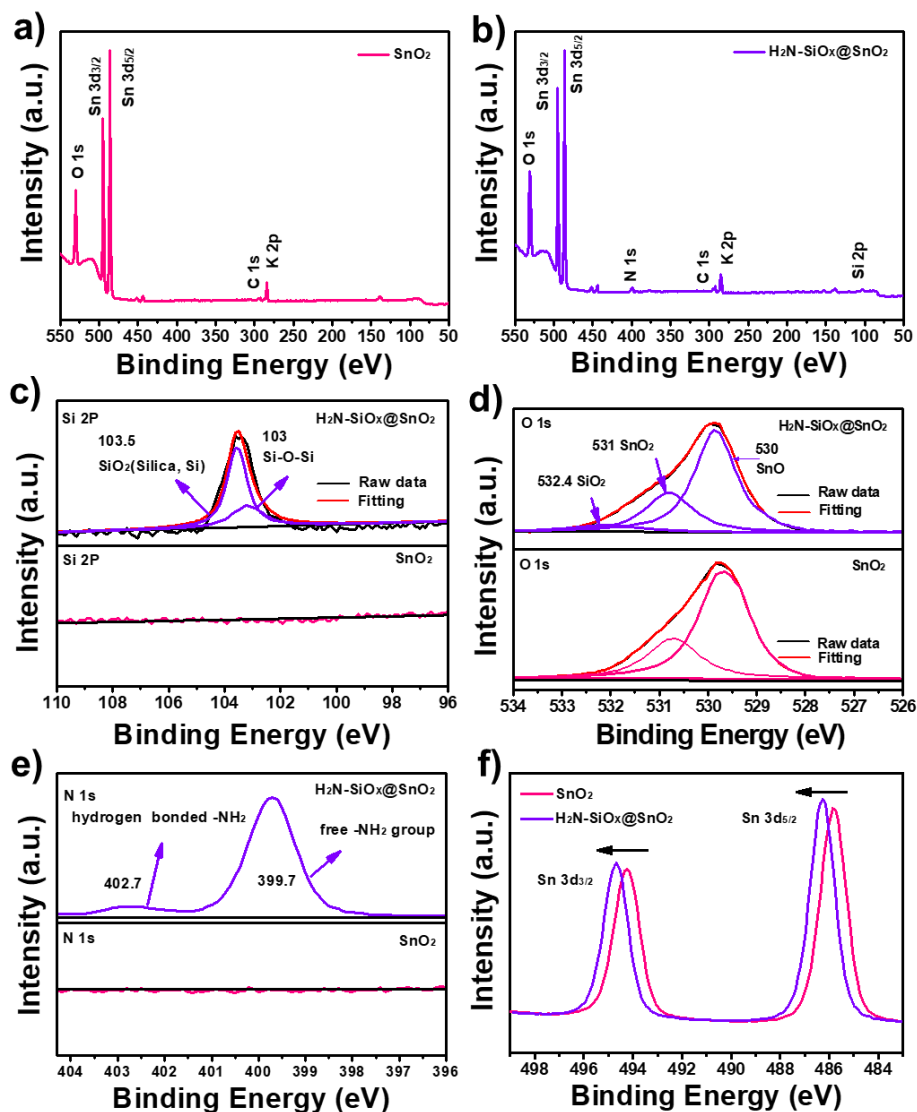 a)
SnO₂
Sn 3d₃/₂
Sn 3d₅/₂
O 1s
C 1s
K 2p
Intensity (a.u.)
550 500 450 400 350 300 250 200 150 100 50
Binding Energy (eV)
b)
H₂N-SiOₓ@SnO₂
Sn 3d₃/₂
Sn 3d₅/₂
O 1s
N 1s
C 1s
K 2p
Si 2p
Intensity (a.u.)
550 500 450 400 350 300 250 200 150 100 50
Binding Energy (eV)
c)
Si 2P
H₂N-SiOₓ@SnO₂
103.5
SiO₂(Silica, Si)
103
Si-O-Si
Raw data
Fitting
Si 2P
SnO₂
Intensity (a.u.)
110 108 106 104 102 100 98 96
Binding Energy (eV)
d)
O 1s
H₂N-SiOₓ@SnO₂
531 SnO₂
530
SnO
532.4 SiO₂
Raw data
Fitting
O 1s
SnO₂
Raw data
Fitting
Intensity (a.u.)
534 533 532 531 530 529 528 527 526
Binding Energy (eV)
e)
N 1s
H₂N-SiOₓ@SnO₂
hydrogen bonded -NH₂
free -NH₂ group
402.7
399.7
N 1s
SnO₂
Intensity (a.u.)
404 403 402 401 400 399 398 397 396
Binding Energy (eV)
f)
SnO₂
H₂N-SiOₓ@SnO₂
Sn 3d₅/₂
Sn 3d₃/₂
Intensity (a.u.)
498 496 494 492 490 488 486 484
Binding Energy (eV)